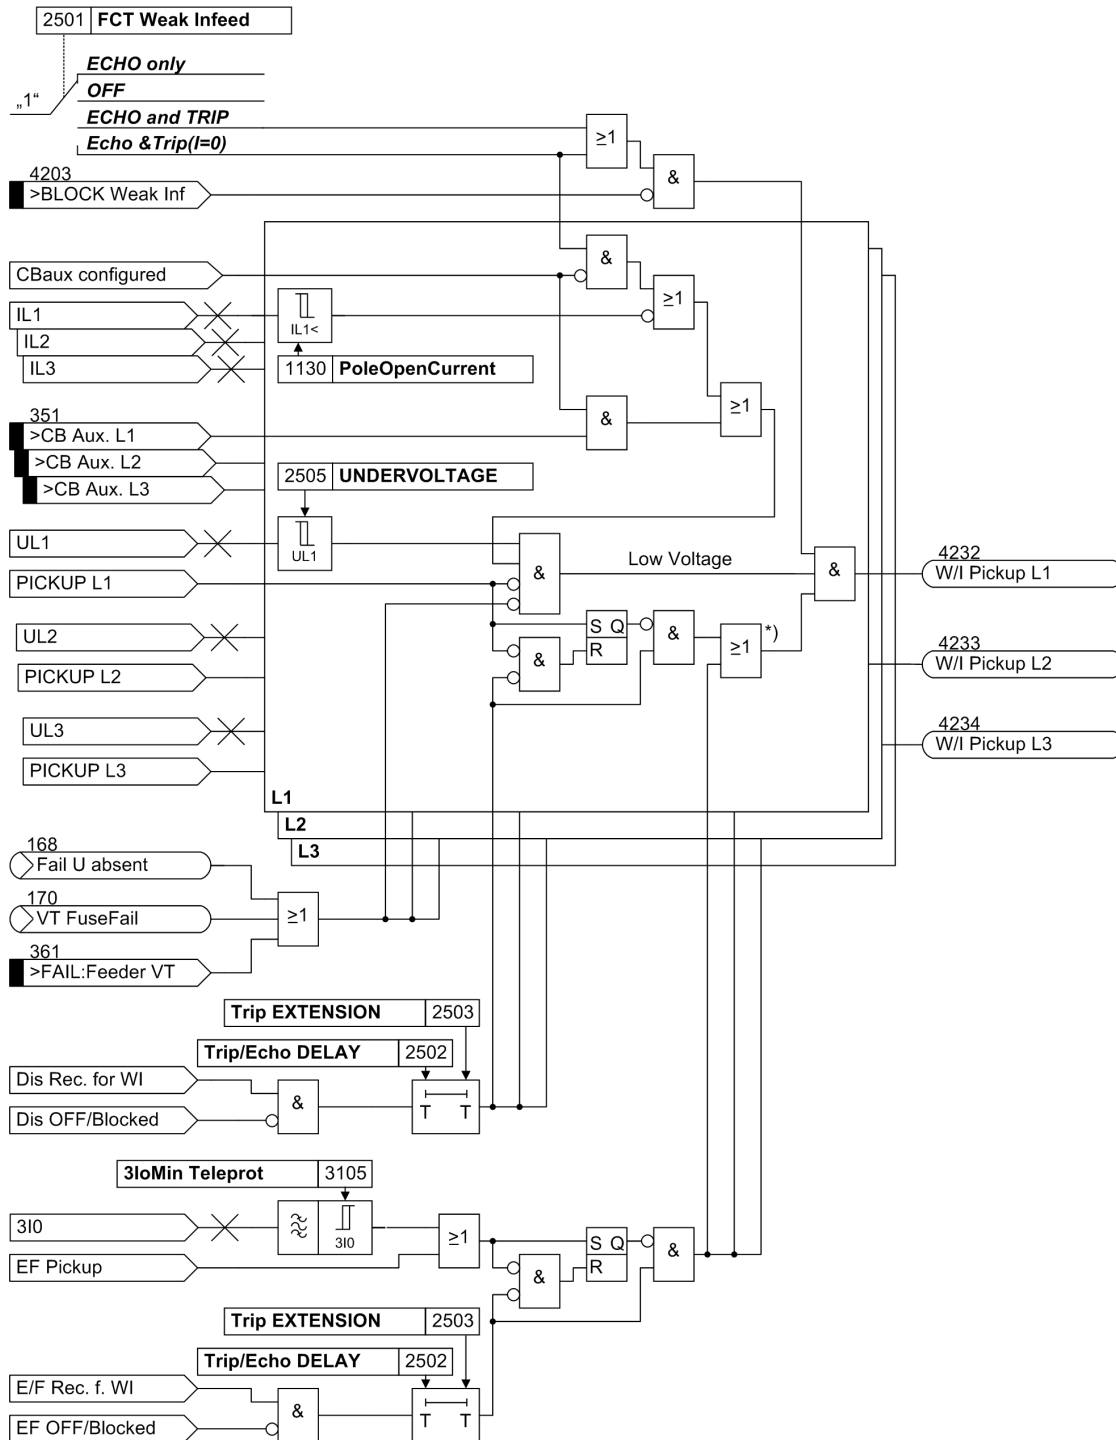 2501 FCT Weak Infeed
ECHO only
OFF
„1“
ECHO and TRIP
Echo &Trip(I=0)
≥1
&
4203
>BLOCK Weak Inf
&
CBaux configured
≥1
IL1
IL1<
IL2
IL3
1130 PoleOpenCurrent
≥1
351
>CB Aux. L1
&
>CB Aux. L2
>CB Aux. L3
2505 UNDERVOLTAGE
UL1
UL1
&
Low Voltage
&
4232
W/I Pickup L1
PICKUP L1
S Q
R
&
≥1
*)
UL2
&
4233
W/I Pickup L2
PICKUP L2
UL3
4234
W/I Pickup L3
PICKUP L3
L1
L2
L3
168
Fail U absent
170
VT FuseFail
≥1
361
>FAIL:Feeder VT
Trip EXTENSION 2503
Trip/Echo DELAY 2502
Dis Rec. for WI
&
T T
Dis OFF/Blocked
3IoMin Teleprot 3105
3I0
3I0
≥1
S Q
R
&
EF Pickup
&
Trip EXTENSION 2503
Trip/Echo DELAY 2502
E/F Rec. f. WI
&
T T
EF OFF/Blocked